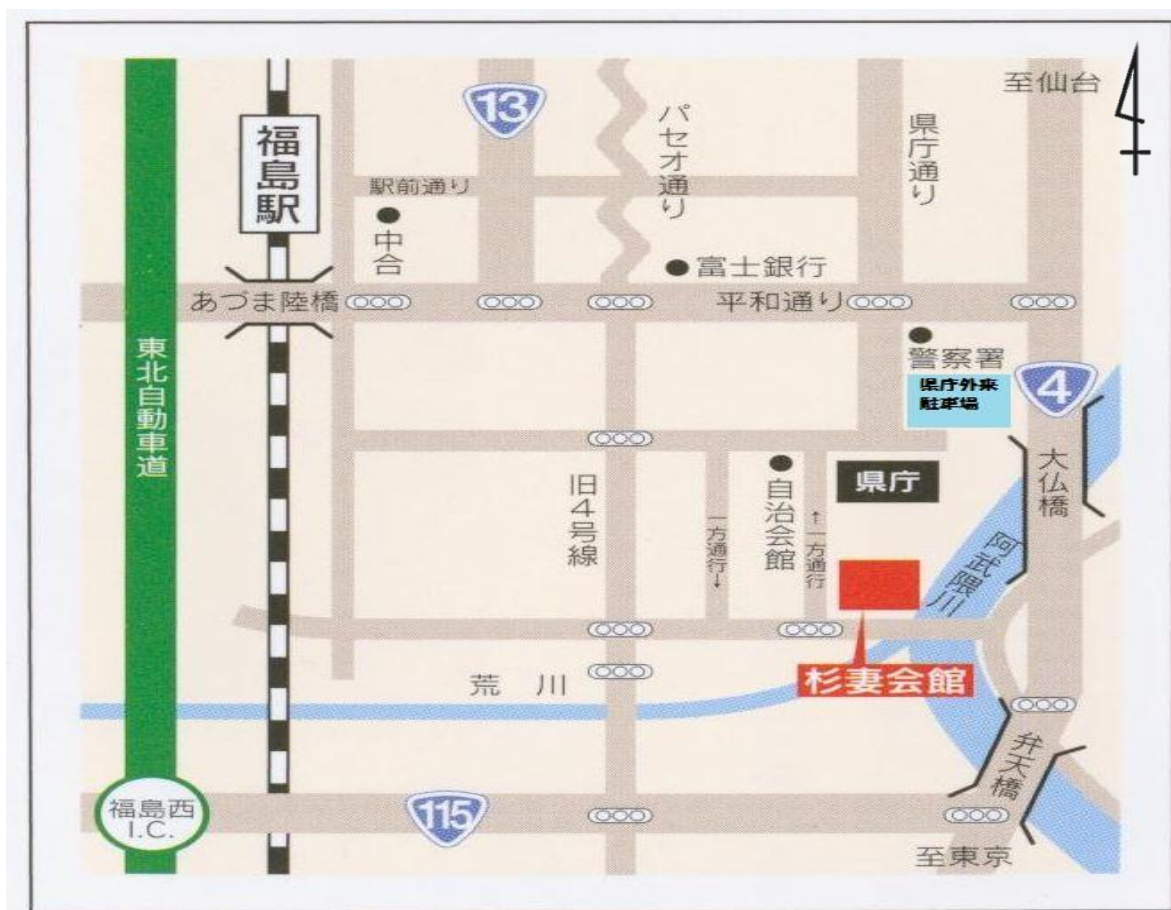 至仙台
13
パセオ通り
県庁通り
福島駅
駅前通り
中合
富士銀行
あづま陸橋
平和通り
警察署
県庁外来
駐車場
4
東北自動車道
大仏橋
県庁
旧4号線
一方通行↓
自治会館
↑一方通行
阿武隈川
杉妻会館
荒川
弁天橋
福島西
I.C.
115
至東京